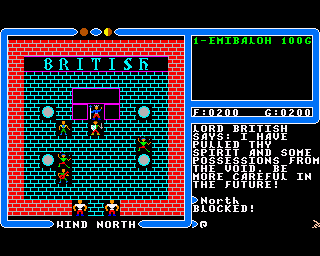 BRITISH
1-EMIBALOH 100G
F:0200 G:0200
LORD BRITISH
SAYS: I HAVE
PULLED THY
SPIRIT AND SOME
POSSESSIONS FROM
THE VOID. BE
MORE CAREFUL IN
THE FUTURE!
North
BLOCKED!
WIND NORTH